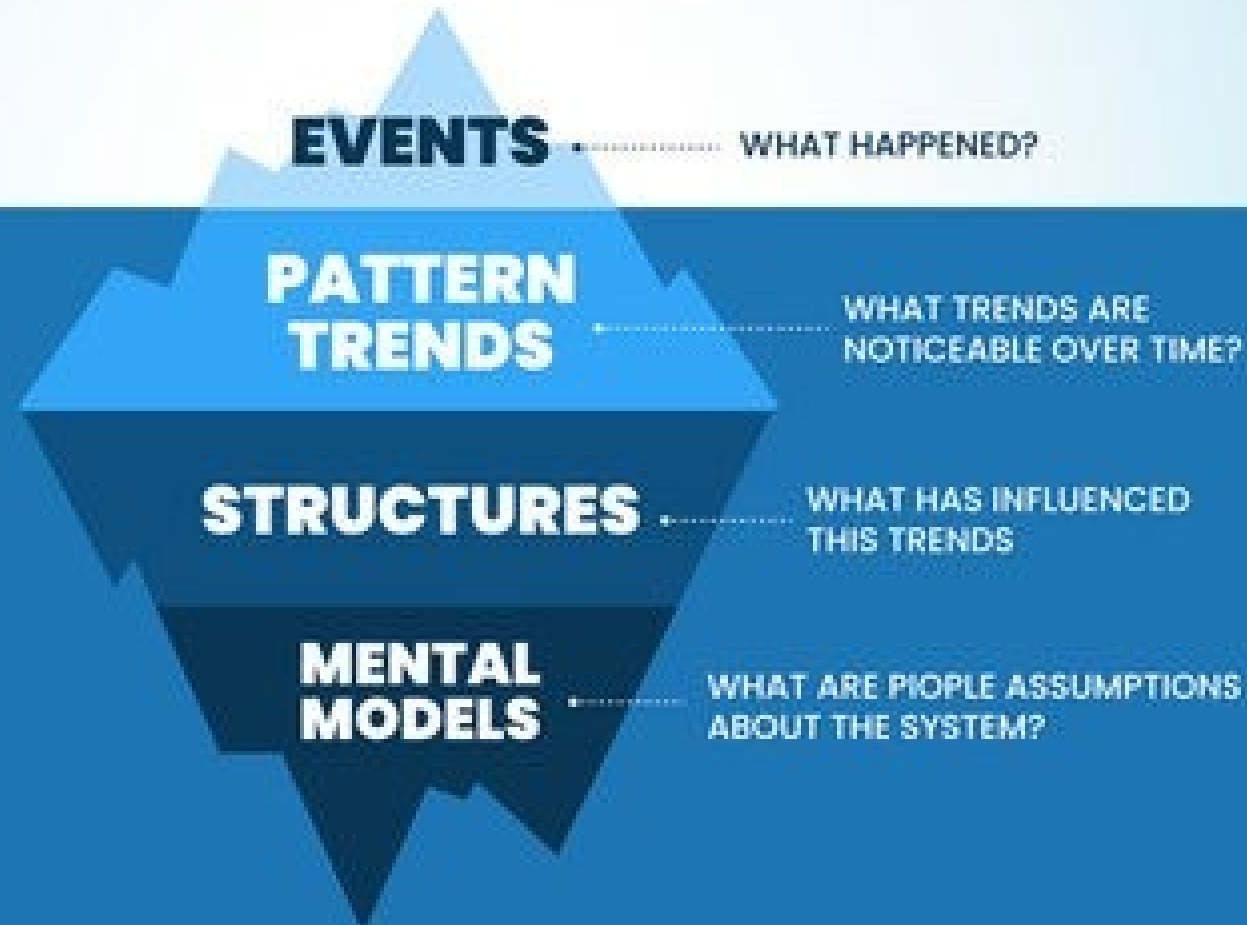 EVENTS
WHAT HAPPENED?
PATTERN
TRENDS
WHAT TRENDS ARE
NOTICEABLE OVER TIME?
STRUCTURES
WHAT HAS INFLUENCED
THIS TRENDS
MENTAL
MODELS
WHAT ARE PIOPLE ASSUMPTIONS
ABOUT THE SYSTEM?